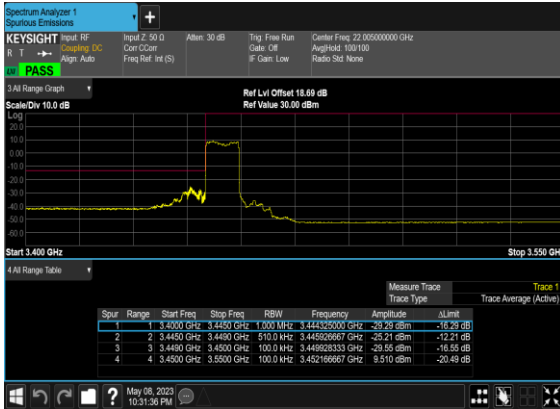 Spectrum Analyzer 1
Spurious Emissions
+
KEYSIGHT Input: RF Input Z: 50 Ω Atten: 30 dB Trig: Free Run Center Freq: 22.005000000 GHz
R T Coupling: DC Corr CCorr Gate: Off Avg|Hold: 100/100
Align: Auto Freq Ref: Int (S) IF Gain: Low Radio Std: None
PASS
3 All Range Graph
Ref Lvl Offset 18.69 dB
Scale/Div 10.0 dB Ref Value 30.00 dBm
Log
20.0
10.0
0.00
-10.0
-20.0
-30.0
-40.0
-50.0
-60.0
Start 3.400 GHz Stop 3.550 GH
4 All Range Table
Measure Trace Trace 1
Trace Type Trace Average (Active)
Spur Range Start Freq Stop Freq RBW Frequency Amplitude ΔLimit
1 1 3.4000 GHz 3.4450 GHz 1.000 MHz 3.444325000 GHz -29.29 dBm -16.29 dB
2 2 3.4450 GHz 3.4490 GHz 510.0 kHz 3.445926667 GHz -25.21 dBm -12.21 dB
3 3 3.4490 GHz 3.4500 GHz 100.0 kHz 3.449928333 GHz -29.55 dBm -16.55 dB
4 4 3.4500 GHz 3.5500 GHz 100.0 kHz 3.452166667 GHz 9.510 dBm -20.49 dB
?
May 08, 2023
10:31:36 PM